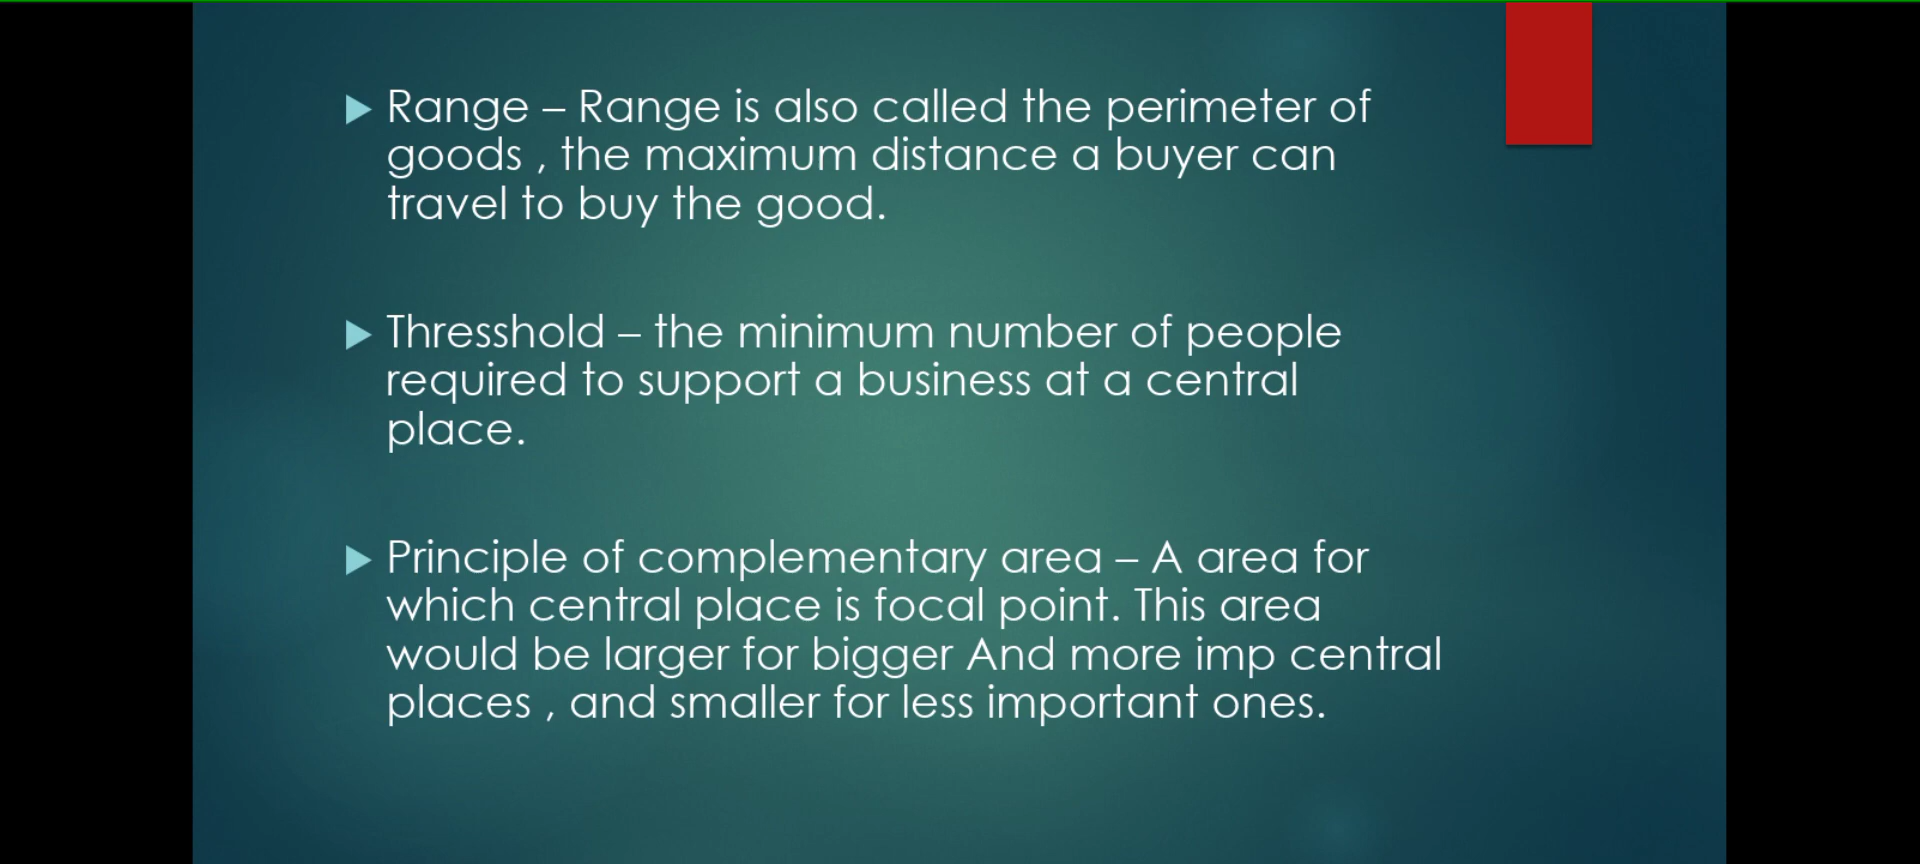 Range – Range is also called the perimeter of
goods , the maximum distance a buyer can
travel to buy the good.
Thresshold – the minimum number of people
required to support a business at a central
place.
Principle of complementary area – A area for
which central place is focal point. This area
would be larger for bigger And more imp central
places , and smaller for less important ones.